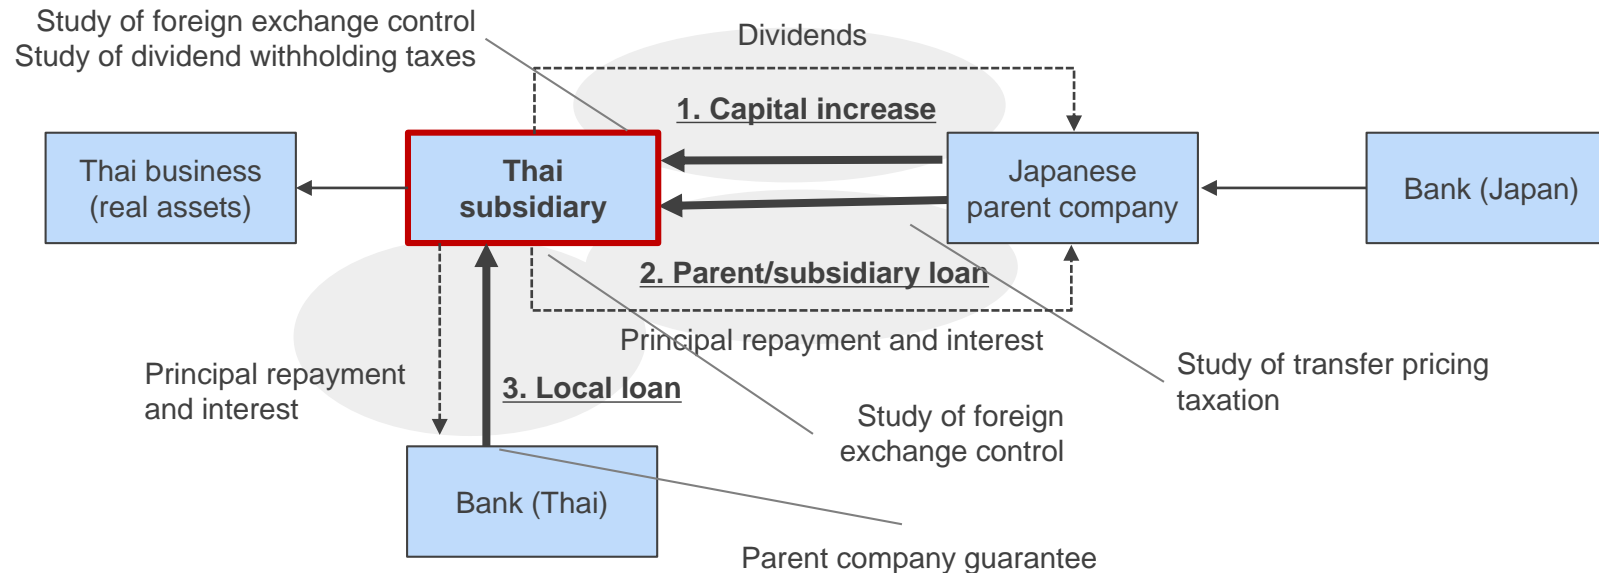 Study of foreign exchange control
Study of dividend withholding taxes
Dividends
1. Capital increase
Thai business
(real assets)
Thai
subsidiary
Japanese
parent company
Bank (Japan)
2. Parent/subsidiary loan
Principal repayment and interest
Principal repayment
and interest
3. Local loan
Study of transfer pricing
taxation
Study of foreign
exchange control
Bank (Thai)
Parent company guarantee